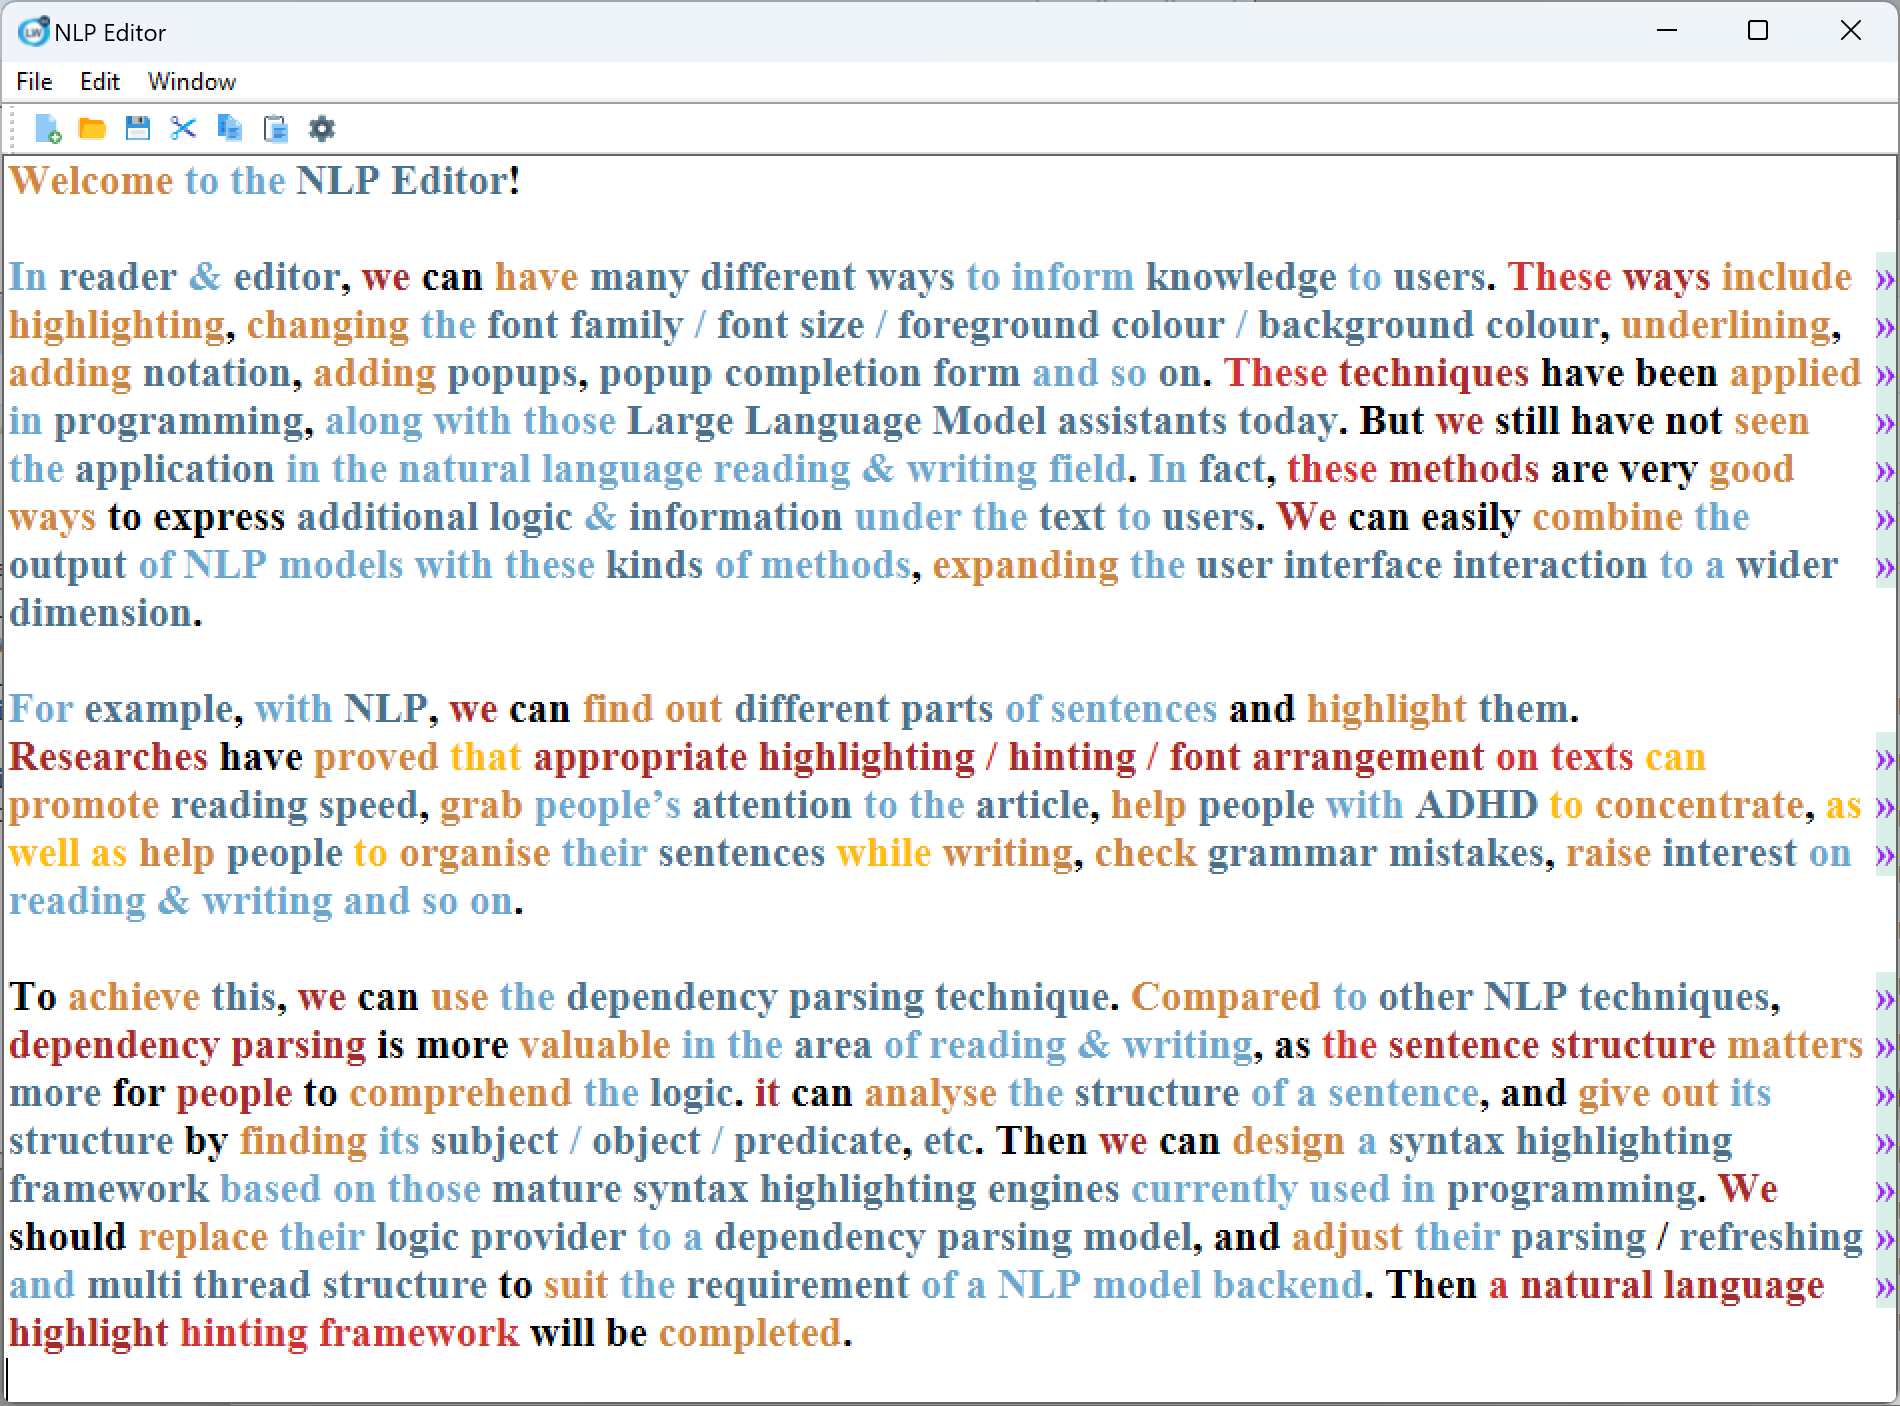 NLP Editor
File Edit Window
Welcome to the NLP Editor!
In reader & editor, we can have many different ways to inform knowledge to users. These ways include »
highlighting, changing the font family / font size / foreground colour / background colour, underlining, »
adding notation, adding popups, popup completion form and so on. These techniques have been applied »
in programming, along with those Large Language Model assistants today. But we still have not seen »
the application in the natural language reading & writing field. In fact, these methods are very good »
ways to express additional logic & information under the text to users. We can easily combine the »
output of NLP models with these kinds of methods, expanding the user interface interaction to a wider »
dimension.
For example, with NLP, we can find out different parts of sentences and highlight them.
Researches have proved that appropriate highlighting / hinting / font arrangement on texts can »
promote reading speed, grab people’s attention to the article, help people with ADHD to concentrate, as »
well as help people to organise their sentences while writing, check grammar mistakes, raise interest on »
reading & writing and so on.
To achieve this, we can use the dependency parsing technique. Compared to other NLP techniques, »
dependency parsing is more valuable in the area of reading & writing, as the sentence structure matters »
more for people to comprehend the logic. it can analyse the structure of a sentence, and give out its »
structure by finding its subject / object / predicate, etc. Then we can design a syntax highlighting »
framework based on those mature syntax highlighting engines currently used in programming. We »
should replace their logic provider to a dependency parsing model, and adjust their parsing / refreshing »
and multi thread structure to suit the requirement of a NLP model backend. Then a natural language »
highlight hinting framework will be completed.